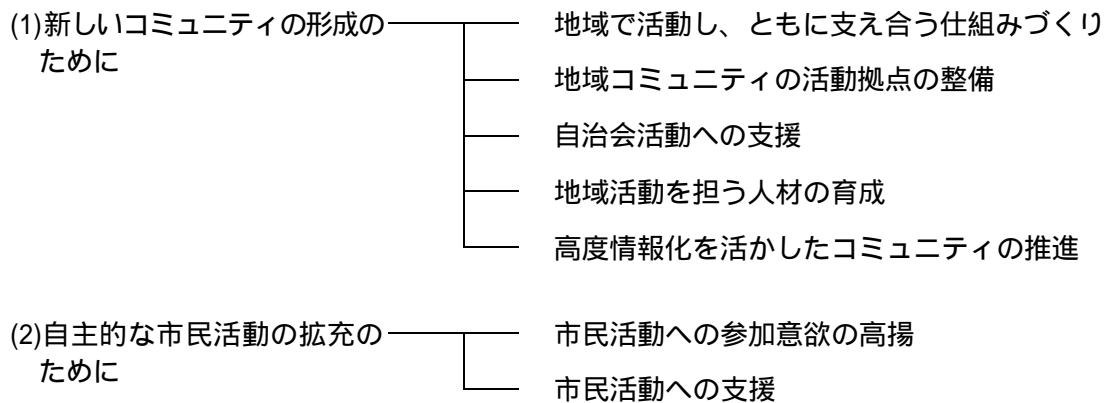 (1)新しいコミュニティの形成の
ために
地域で活動し、ともに支え合う仕組みづくり
地域コミュニティの活動拠点の整備
自治会活動への支援
地域活動を担う人材の育成
高度情報化を活かしたコミュニティの推進
(2)自主的な市民活動の拡充の
ために
市民活動への参加意欲の高揚
市民活動への支援